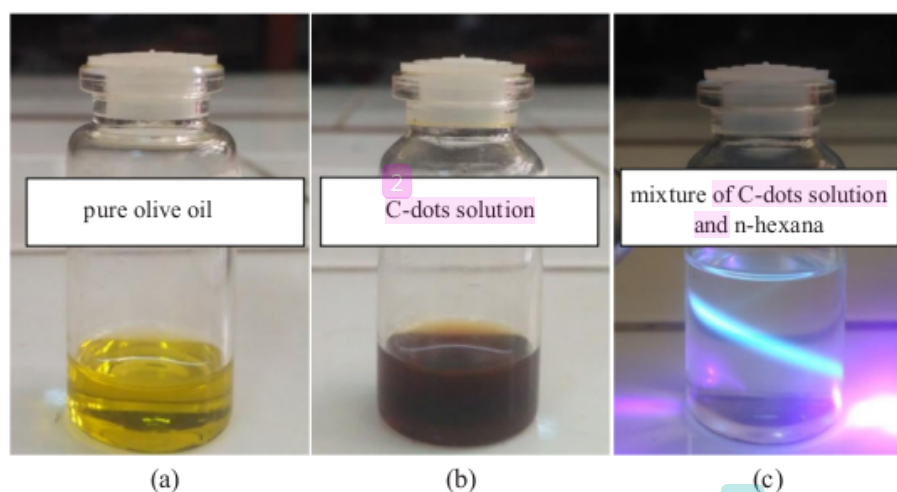 pure olive oil
2
C-dots solution
mixture of C-dots solution
and n-hexana
(a)
(b)
(c)